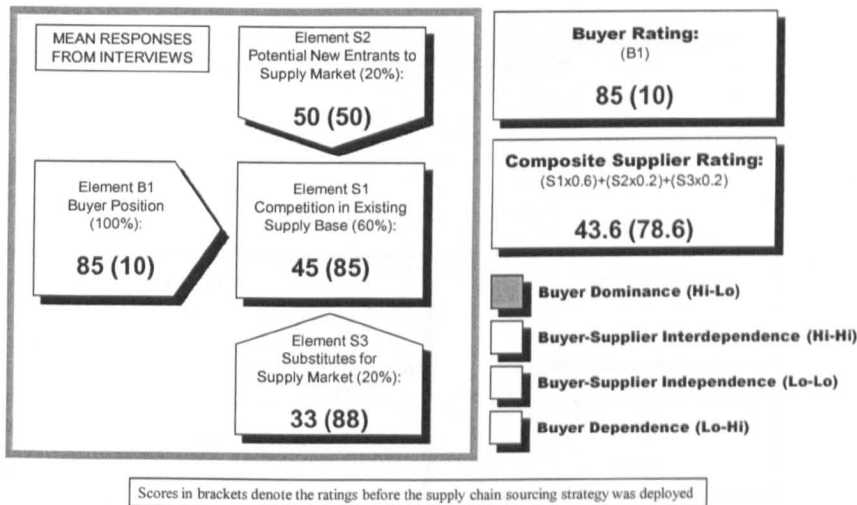 MEAN RESPONSES
FROM INTERVIEWS
Element S2
Potential New Entrants to
Supply Market (20%):
50 (50)
Element B1
Buyer Position
(100%):
85 (10)
Element S1
Competition in Existing
Supply Base (60%):
45 (85)
Element S3
Substitutes for
Supply Market (20%):
33 (88)
Buyer Rating:
(B1)
85 (10)
Composite Supplier Rating:
(S1x0.6)+(S2x0.2)+(S3x0.2)
43.6 (78.6)
Buyer Dominance (Hi-Lo)
Buyer-Supplier Interdependence (Hi-Hi)
Buyer-Supplier Independence (Lo-Lo)
Buyer Dependence (Lo-Hi)
Scores in brackets denote the ratings before the supply chain sourcing strategy was deployed